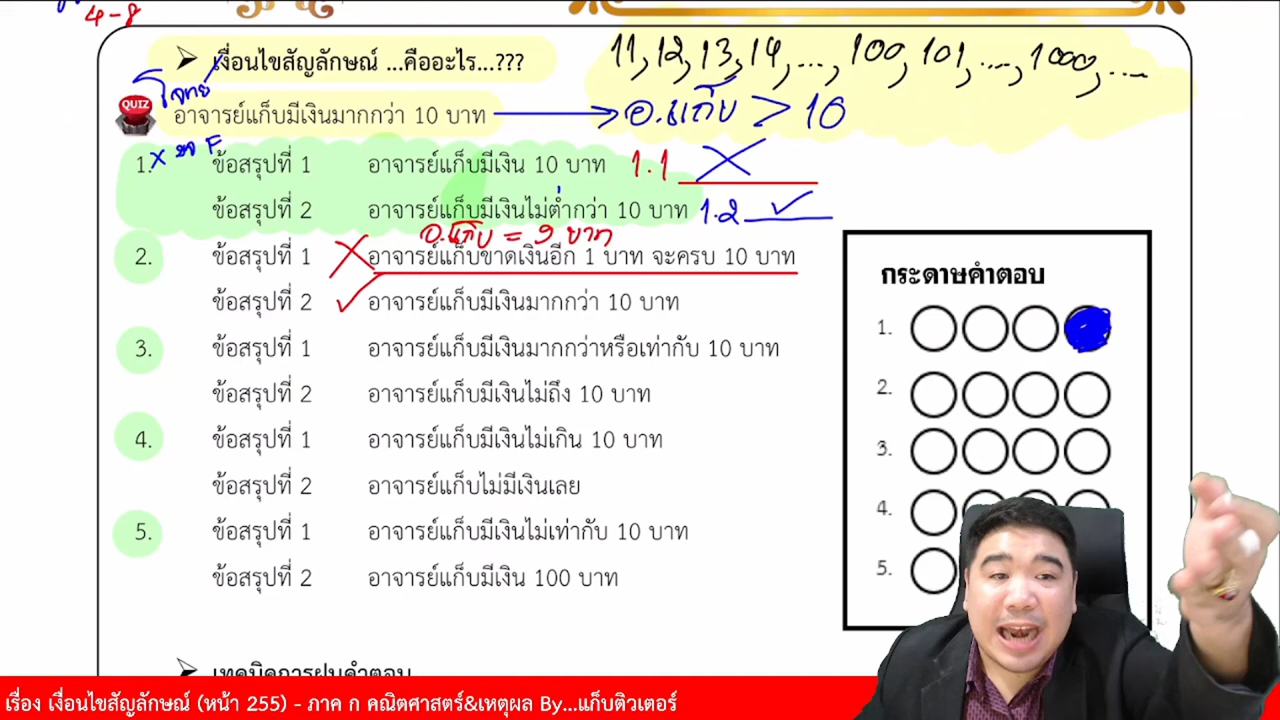 4-8
➤ เงื่อนไขสัญลักษณ์ ...คืออะไร...???
11, 12, 13, 14, ..., 100, 101, ...., 1000, ....
โจทย์
QUIZ อาจารย์แก็บมีเงินมากกว่า 10 บาท → อ.แก็บ > 10
1. ข้อสรุปที่ 1 อาจารย์แก็บมีเงิน 10 บาท 1.1 X
ข้อสรุปที่ 2 อาจารย์แก็บมีเงินไม่ต่ำกว่า 10 บาท 1.2 ✓
อ.แก็บ = 9 บาท
2. ข้อสรุปที่ 1 X อาจารย์แก็บขาดเงินอีก 1 บาท จะครบ 10 บาท
ข้อสรุปที่ 2 ✓ อาจารย์แก็บมีเงินมากกว่า 10 บาท
3. ข้อสรุปที่ 1 อาจารย์แก็บมีเงินมากกว่าหรือเท่ากับ 10 บาท
ข้อสรุปที่ 2 อาจารย์แก็บมีเงินไม่ถึง 10 บาท
4. ข้อสรุปที่ 1 อาจารย์แก็บมีเงินไม่เกิน 10 บาท
ข้อสรุปที่ 2 อาจารย์แก็บไม่มีเงินเลย
5. ข้อสรุปที่ 1 อาจารย์แก็บมีเงินไม่เท่ากับ 10 บาท
ข้อสรุปที่ 2 อาจารย์แก็บมีเงิน 100 บาท
กระดาษคำตอบ
1.
2.
3.
4.
5.
➤ เทคนิคการฝนคำตอบ
เรื่อง เงื่อนไขสัญลักษณ์ (หน้า 255) - ภาค ก คณิตศาสตร์&เหตุผล By...แก็บติวเตอร์